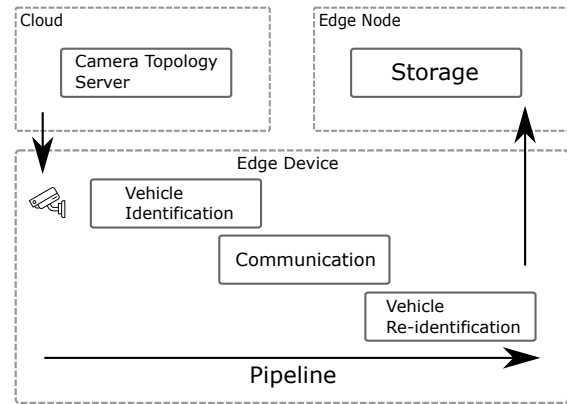 Cloud
Camera Topology
Server
Edge Node
Storage
Edge Device
Vehicle
Identification
Communication
Vehicle
Re-identification
Pipeline